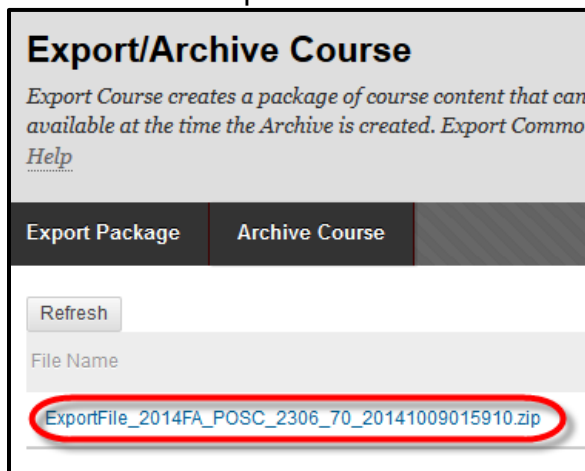 Export/Archive Course
Export Course creates a package of course content that can
available at the time the Archive is created. Export Commo
Help
Export Package Archive Course
Refresh
File Name
ExportFile_2014FA_POSC_2306_70_20141009015910.zip